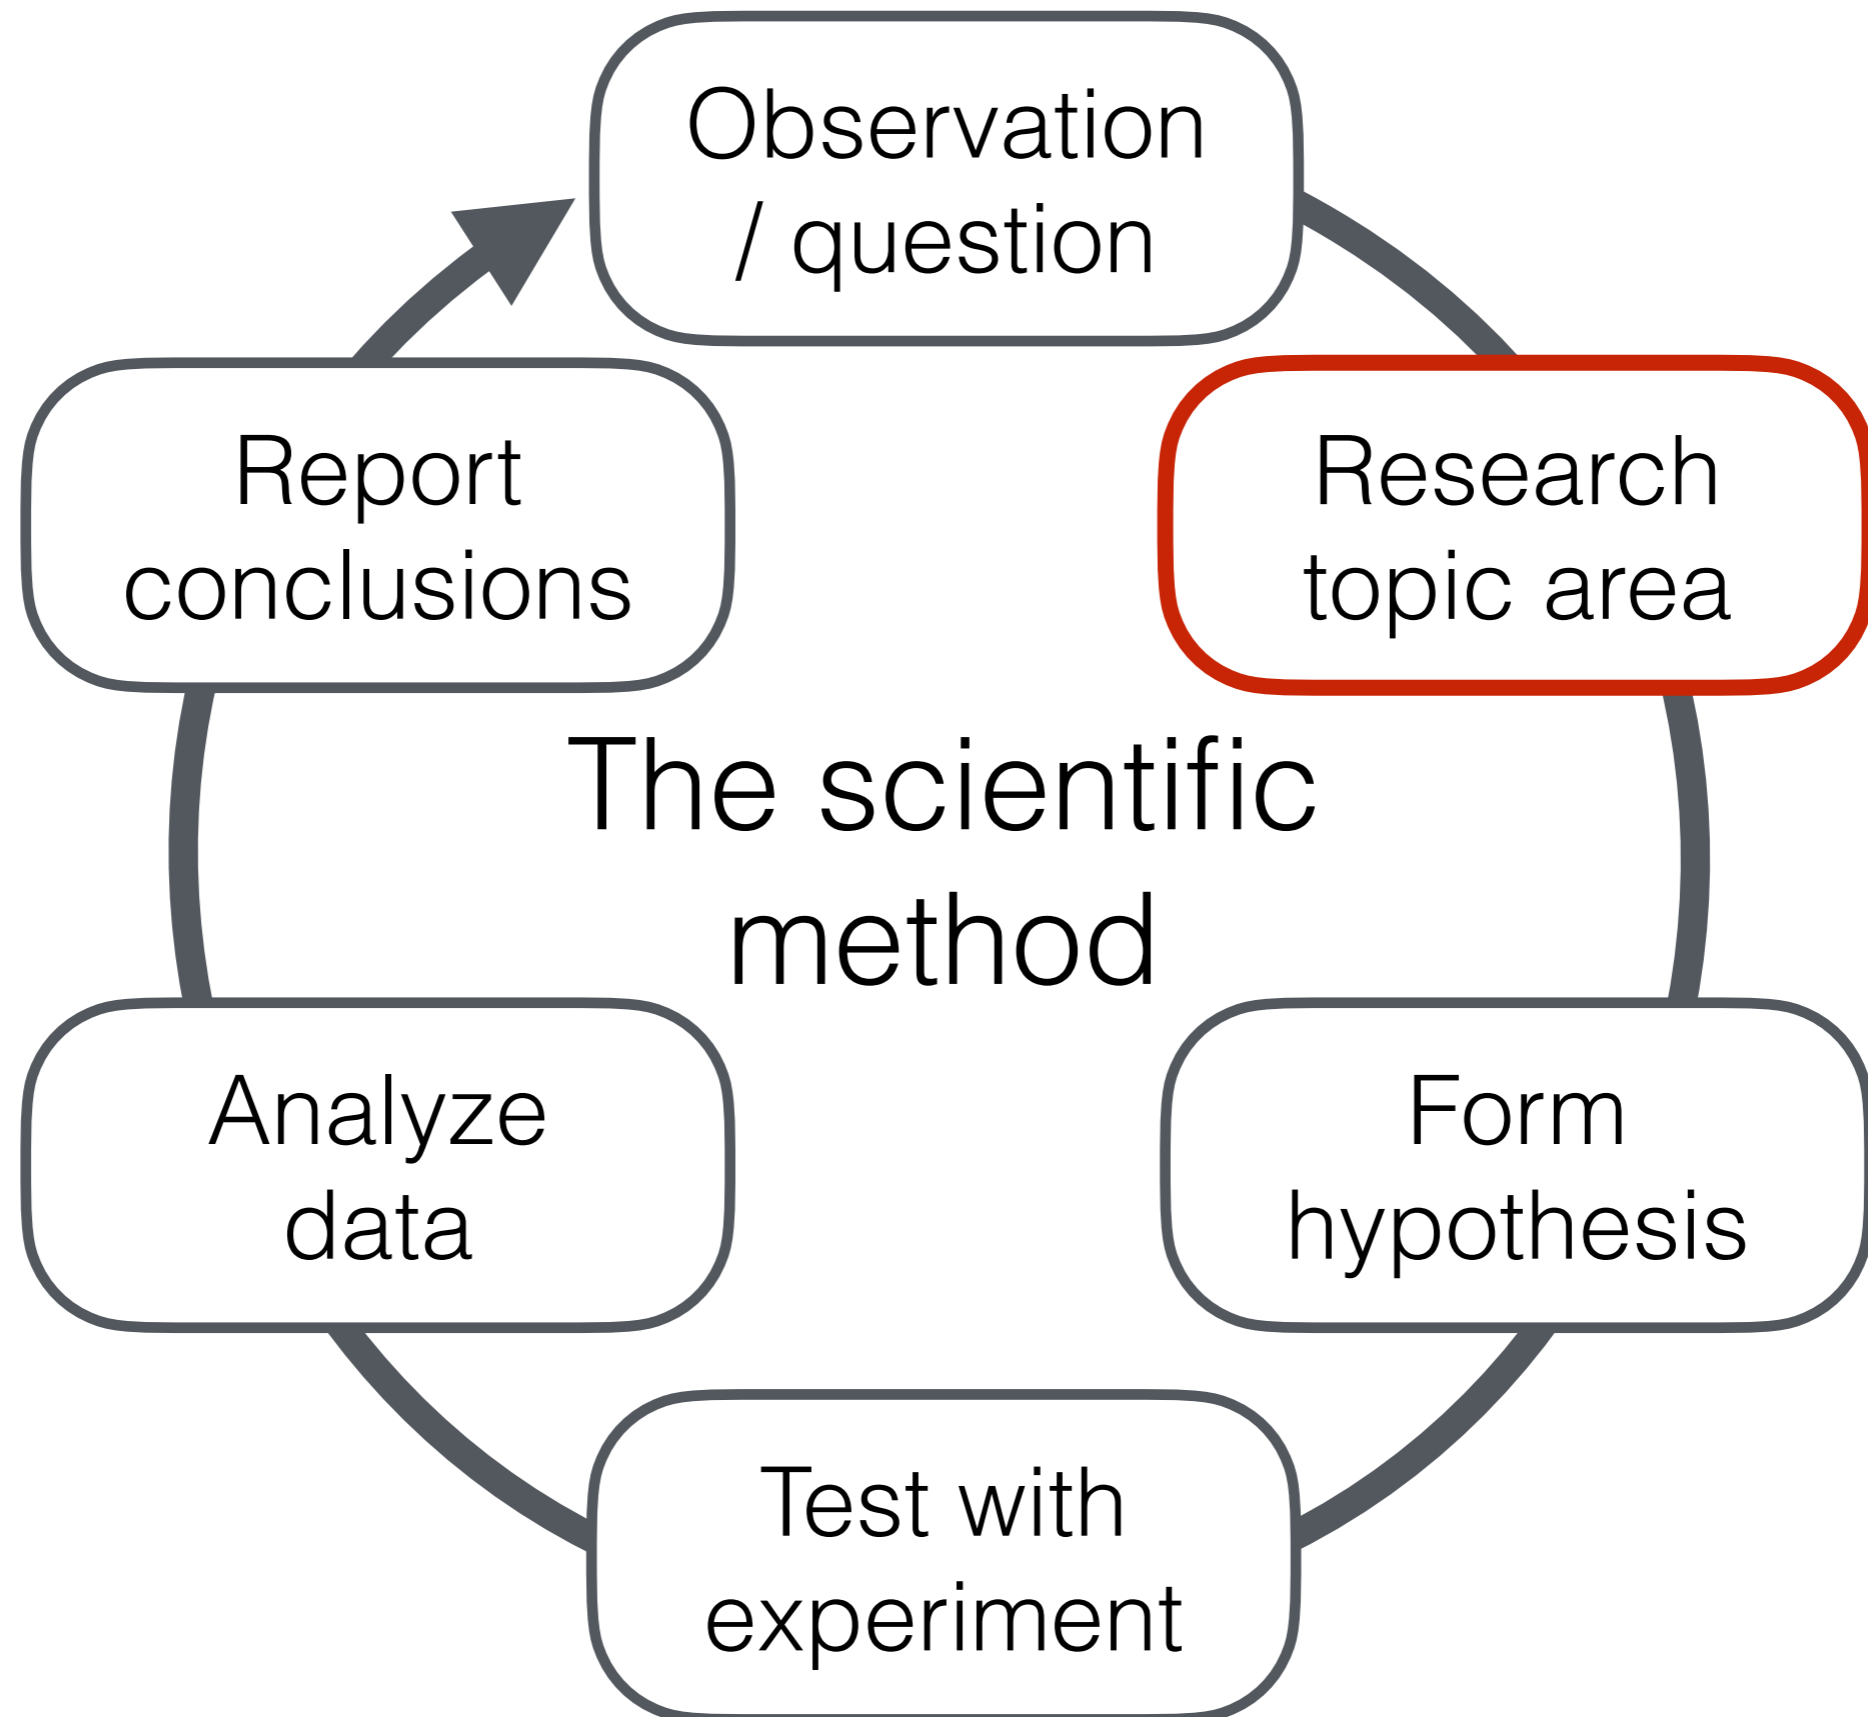 Observation
/ question
Research
topic area
Form
hypothesis
Test with
experiment
Analyze
data
Report
conclusions
The scientific
method